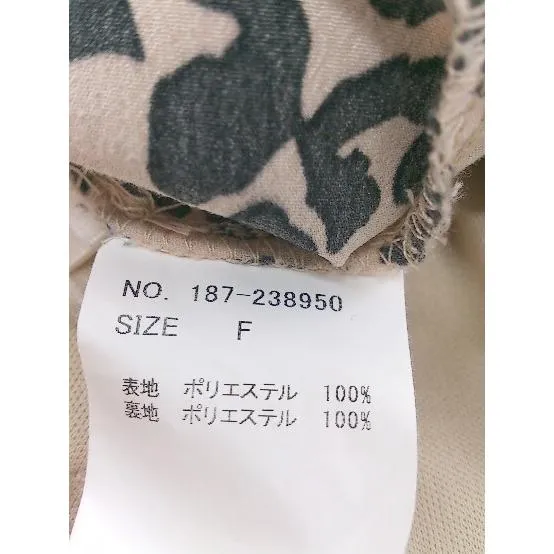 NO. 187-238950
SIZE F
表地 ポリエステル 100%
裏地 ポリエステル 100%